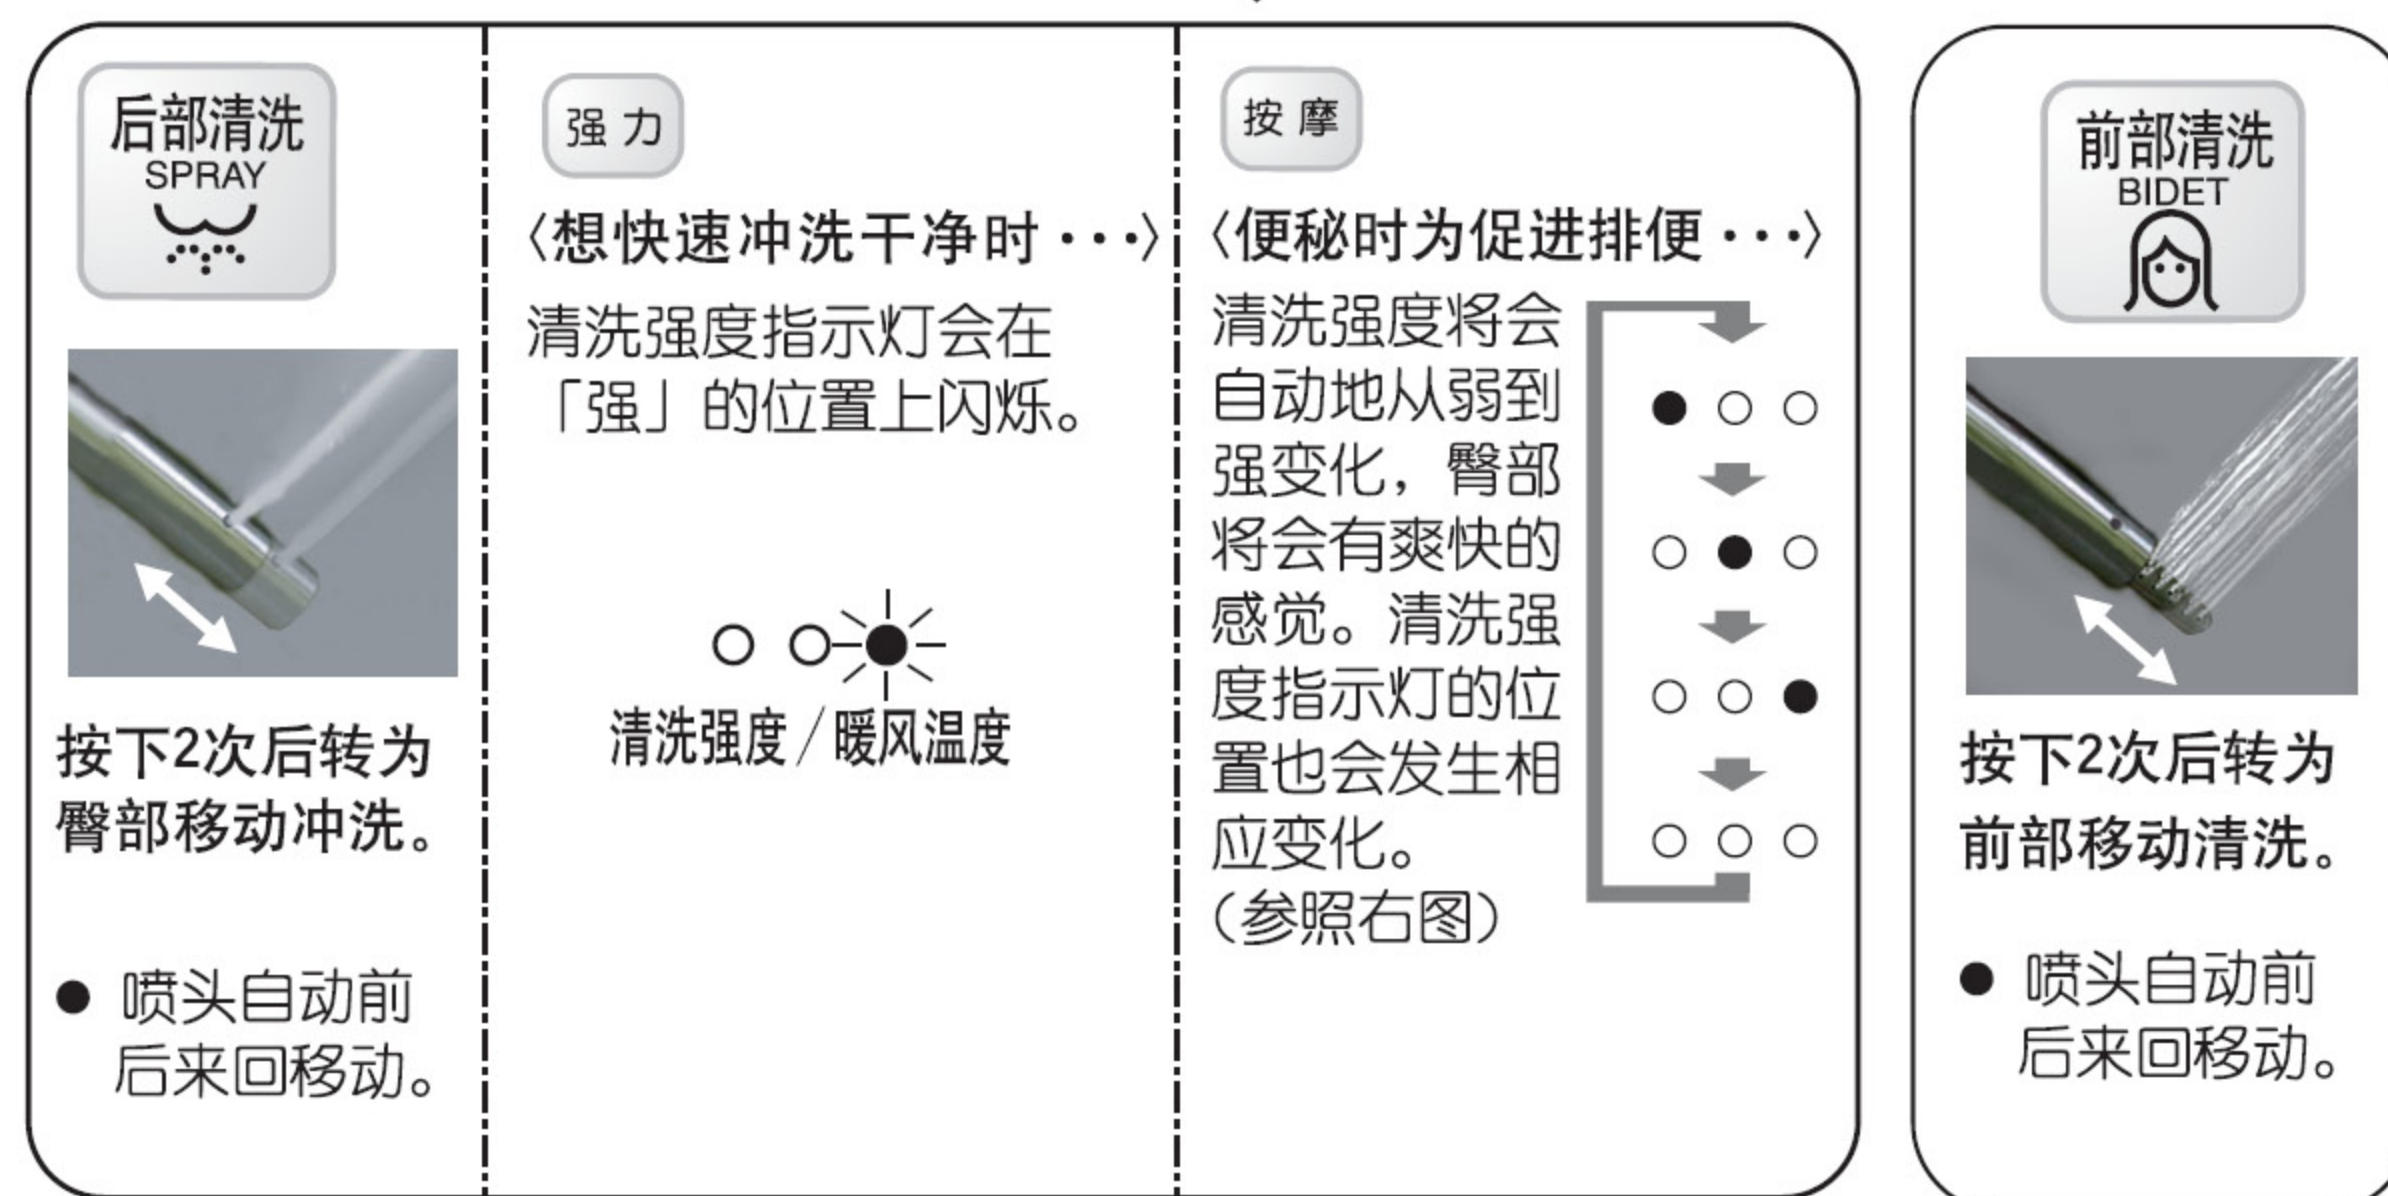 后部清洗
SPRAY
按下2次后转为
臀部移动冲洗。
● 喷头自动前
后来回移动。
强力
〈想快速冲洗干净时···〉
清洗强度指示灯会在
「强」的位置上闪烁。
清洗强度/暖风温度
按摩
〈便秘时为促进排便···〉
清洗强度将会
自动地从弱到
强变化，臀部
将会有爽快的
感觉。清洗强
度指示灯的位
置也会发生相
应变化。
(参照右图)
前部清洗
BIDET
按下2次后转为
前部移动清洗。
● 喷头自动前
后来回移动。